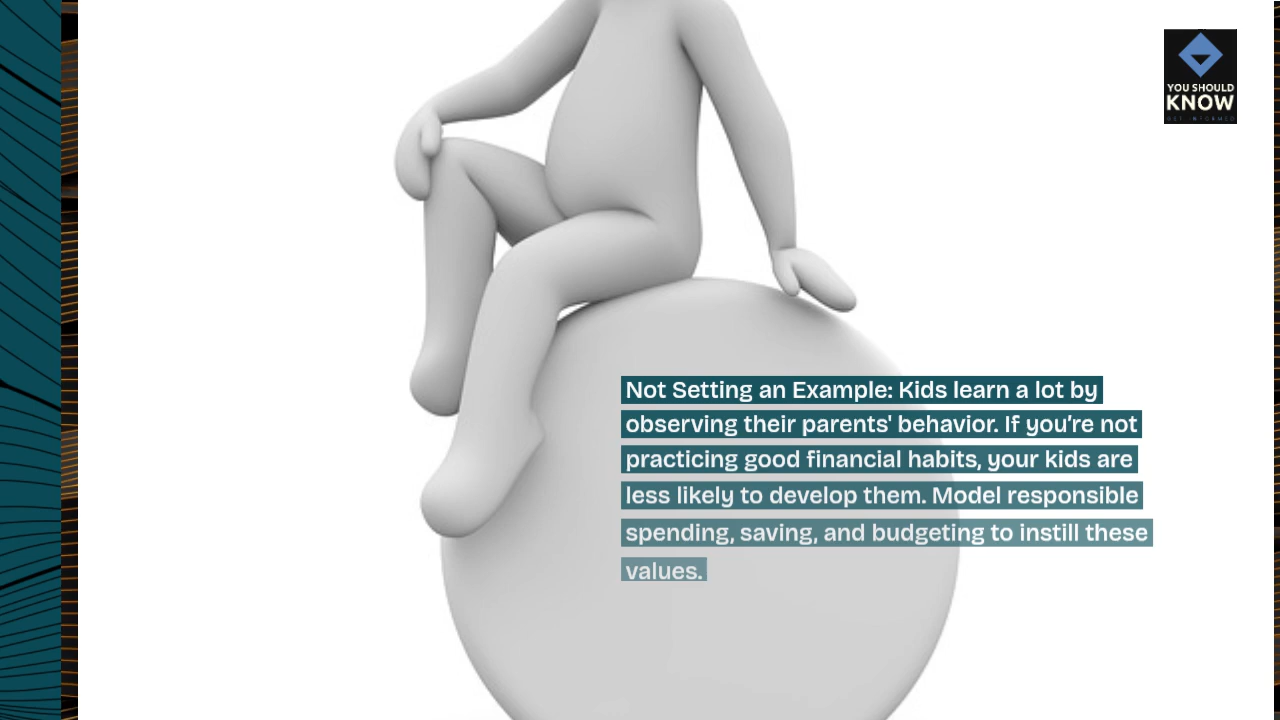 YOU SHOULD
KNOW
GET INFORMED
Not Setting an Example: Kids learn a lot by
observing their parents' behavior. If you’re not
practicing good financial habits, your kids are
less likely to develop them. Model responsible
spending, saving, and budgeting to instill these
values.